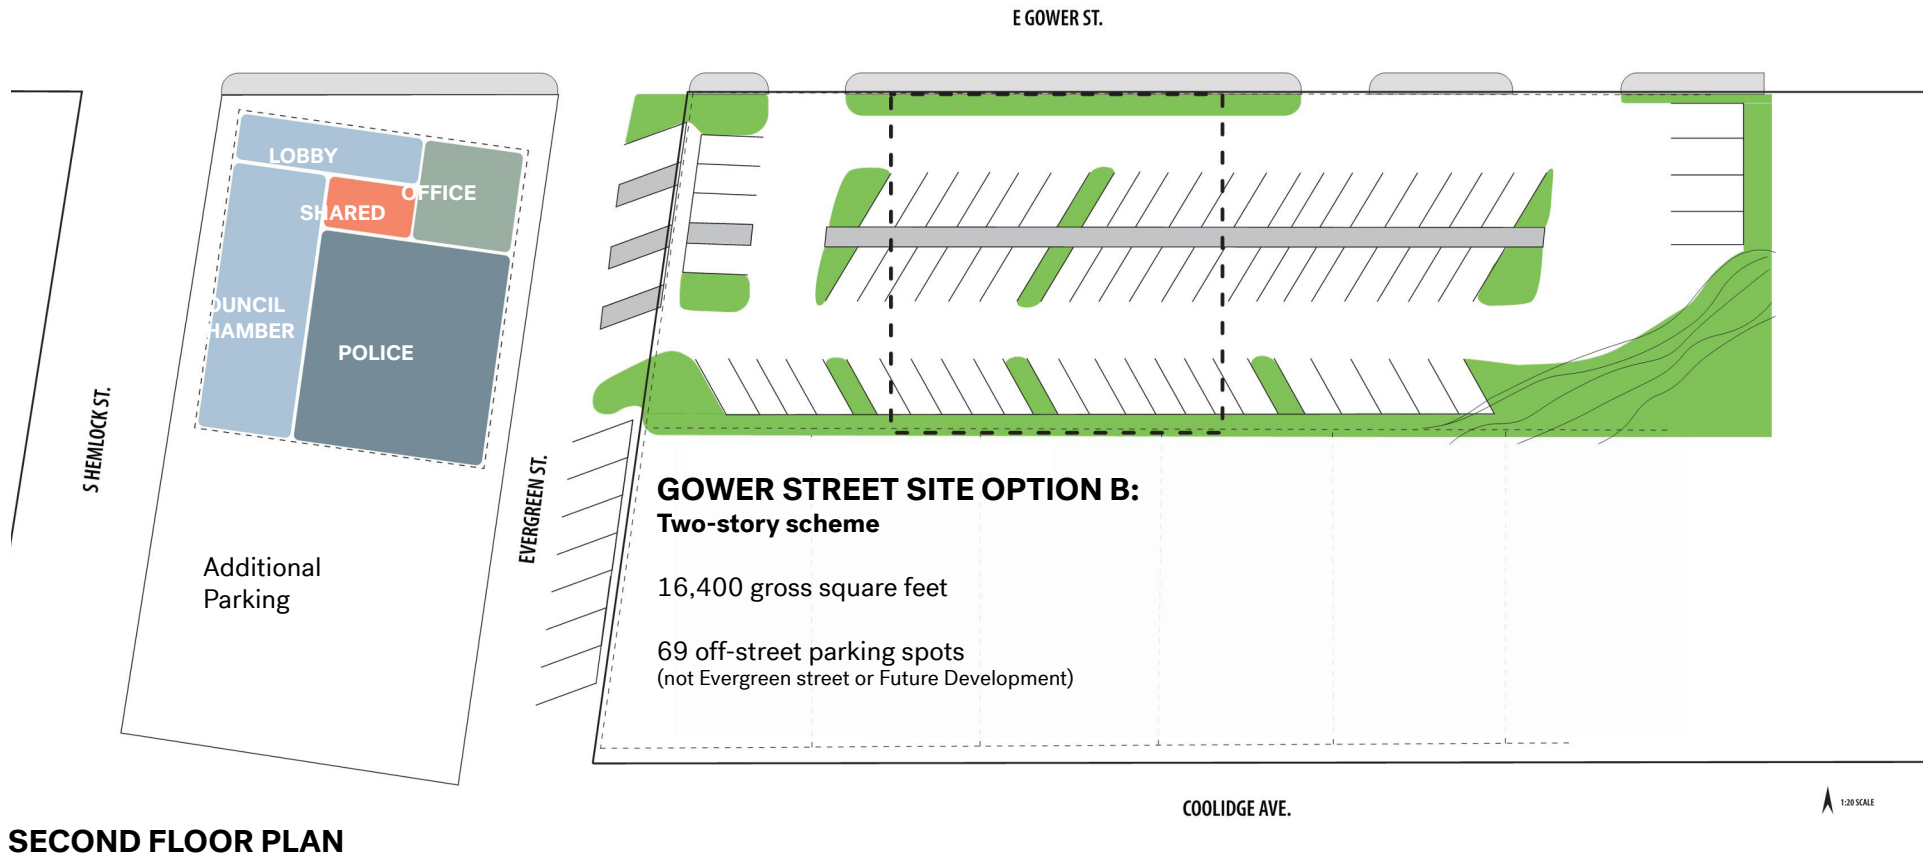 E GOWER ST.
LOBBY
OFFICE
SHARED
OUNCIL
HAMBER
POLICE
S HEMLOCK ST.
EVERGREEN ST.
Additional
Parking
GOWER STREET SITE OPTION B:
Two-story scheme
16,400 gross square feet
69 off-street parking spots
(not Evergreen street or Future Development)
COOLIDGE AVE.
1:20 SCALE
SECOND FLOOR PLAN